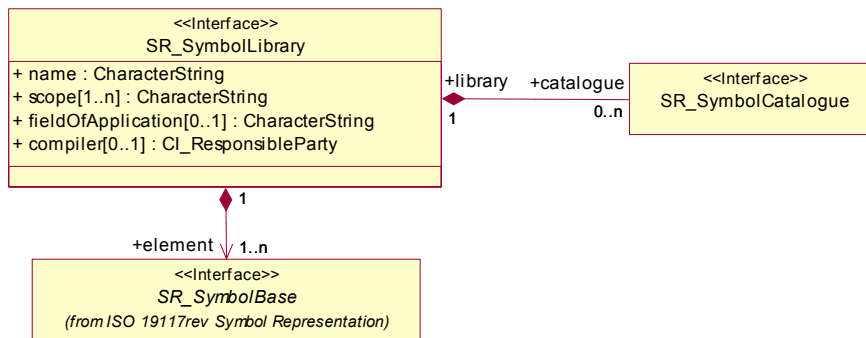 <<Interface>>
SR_SymbolLibrary
+ name : CharacterString
+ scope[1..n] : CharacterString
+ fieldOfApplication[0..1] : CharacterString
+ compiler[0..1] : CI_ResponsibleParty
+library
+catalogue
1
0..n
<<Interface>>
SR_SymbolCatalogue
1
+element
1..n
<<Interface>>
SR_SymbolBase
(from ISO 19117rev Symbol Representation)